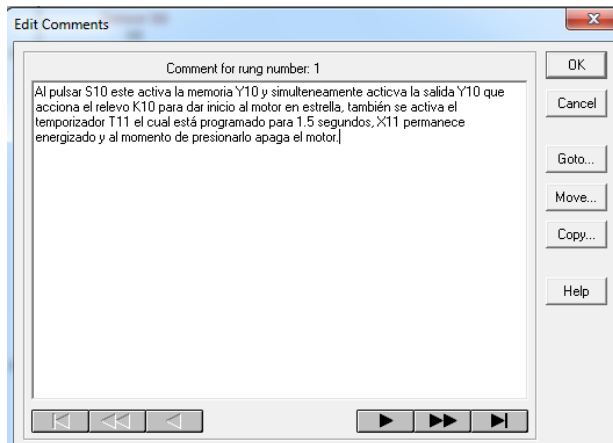 Edit Comments
Comment for rung number: 1
Al pulsar S10 este activa la memoria Y10 y simulteneamente acticva la salida Y10 que
acciona el relevo K10 para dar inicio al motor en estrella, también se activa el
temporizador T11 el cual está programado para 1.5 segundos, X11 permanece
energizado y al momento de presionarlo apaga el motor.
OK
Cancel
Goto...
Move...
Copy...
Help